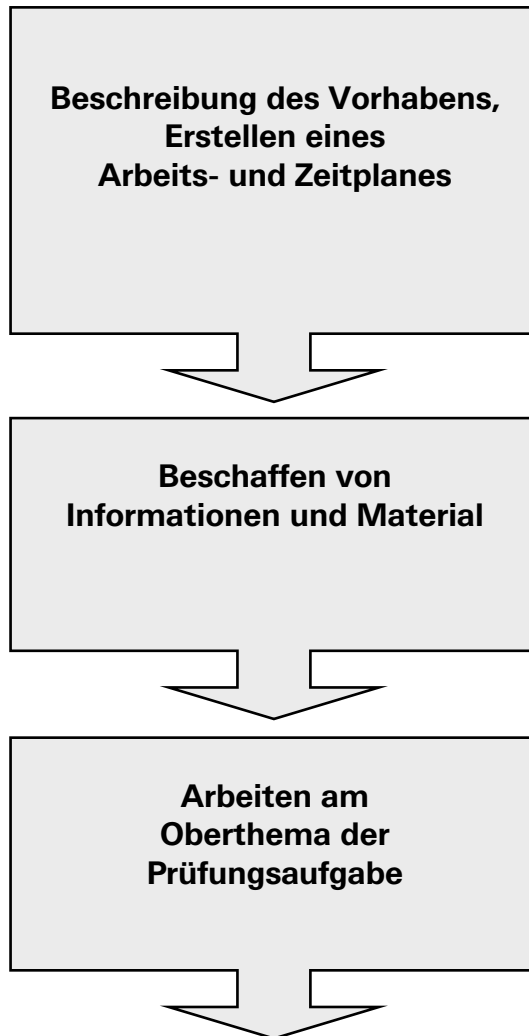 Beschreibung des Vorhabens,
Erstellen eines
Arbeits- und Zeitplanes
Beschaffen von
Informationen und Material
Arbeiten am
Oberthema der
Prüfungsaufgabe